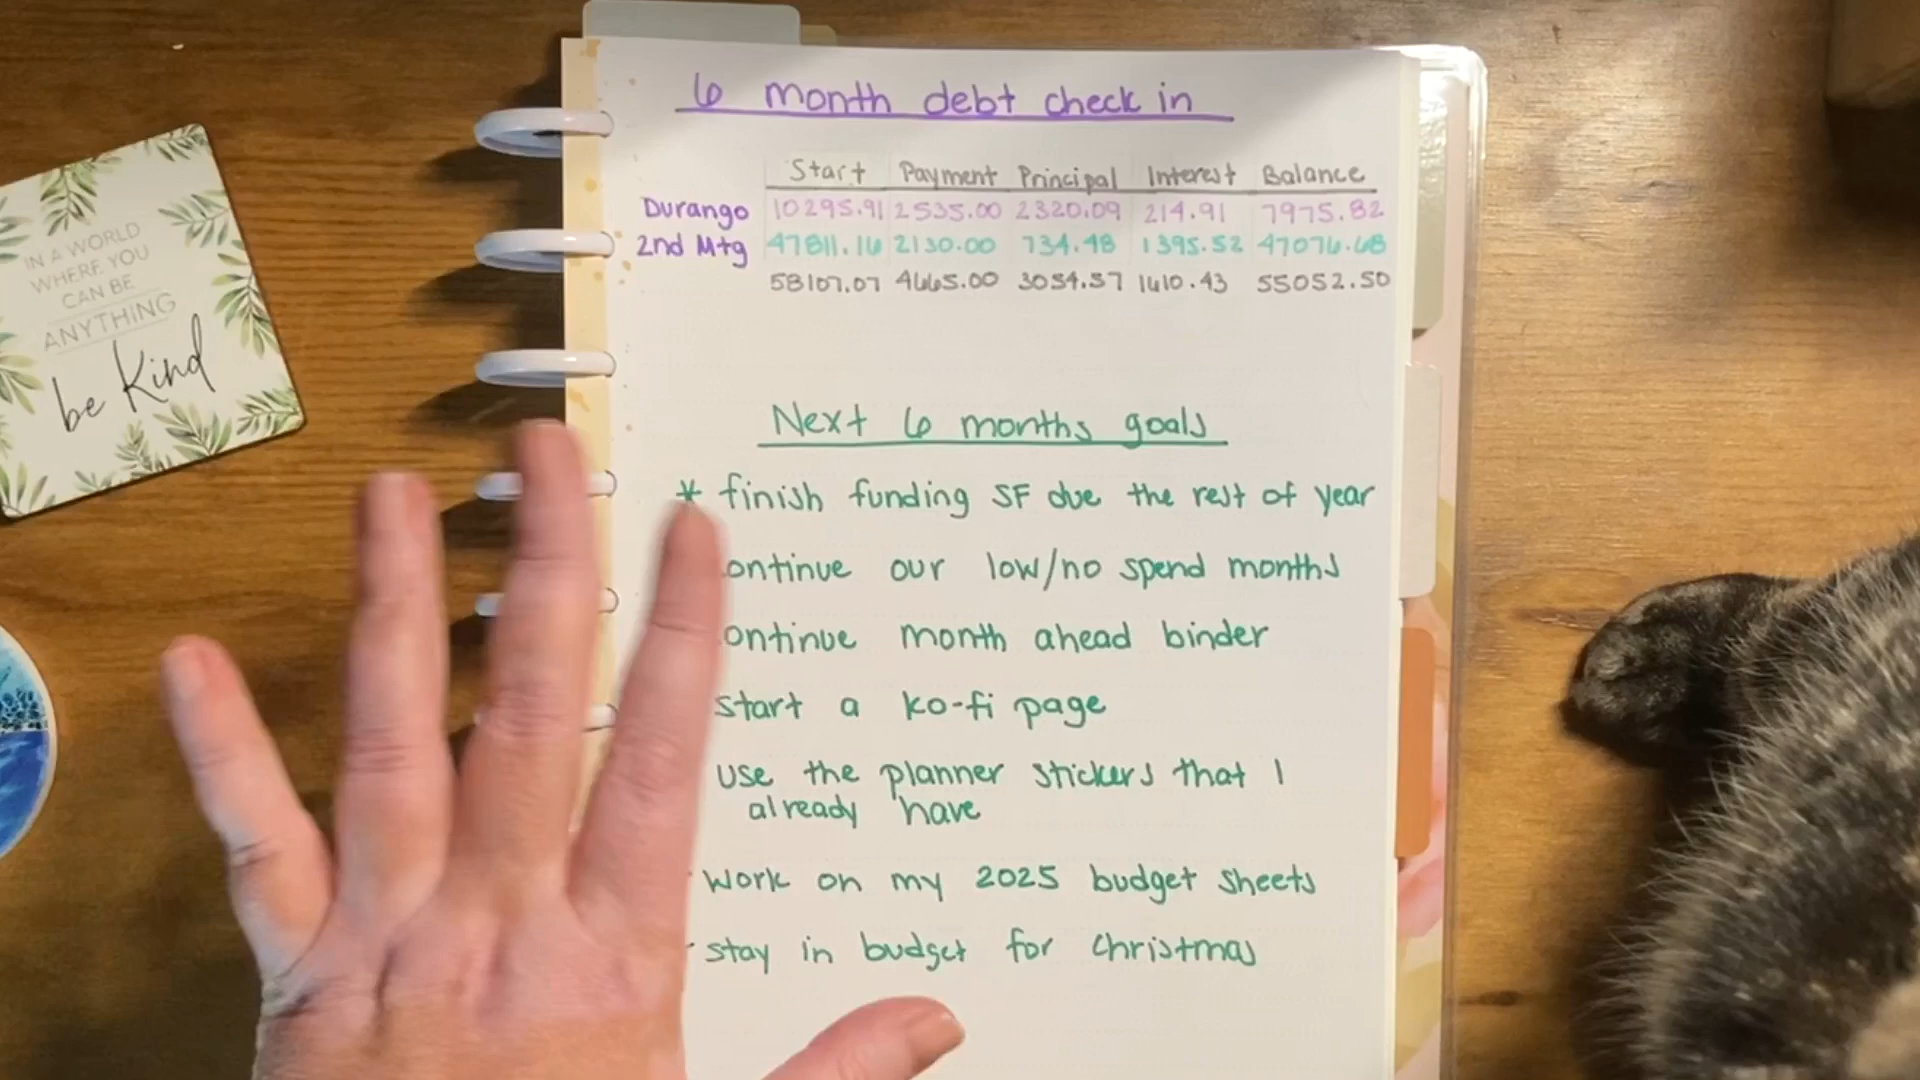 6 month debt check in
Start Payment Principal Interest Balance
Durango 10295.91 2535.00 2320.09 214.91 7975.82
2nd Mtg 47811.16 2130.00 734.48 1395.52 47076.68
58107.07 4665.00 3054.57 1610.43 55052.50
Next 6 months goals
* finish funding SF due the rest of year
ontinue our low/no spend months
ontinue month ahead binder
start a ko-fi page
use the planner stickers that I
already have
work on my 2025 budget sheets
stay in budget for christmas
IN A WORLD
WHERE YOU
CAN BE
ANYTHING
be Kind